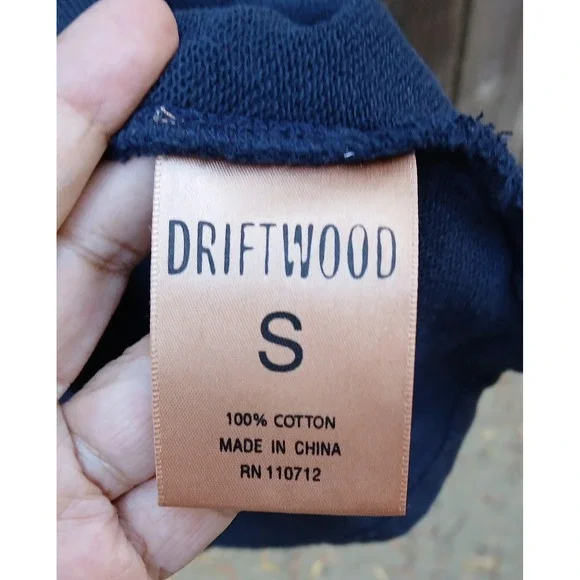 DRIFTWOOD
S
100% COTTON
MADE IN CHINA
RN 110712